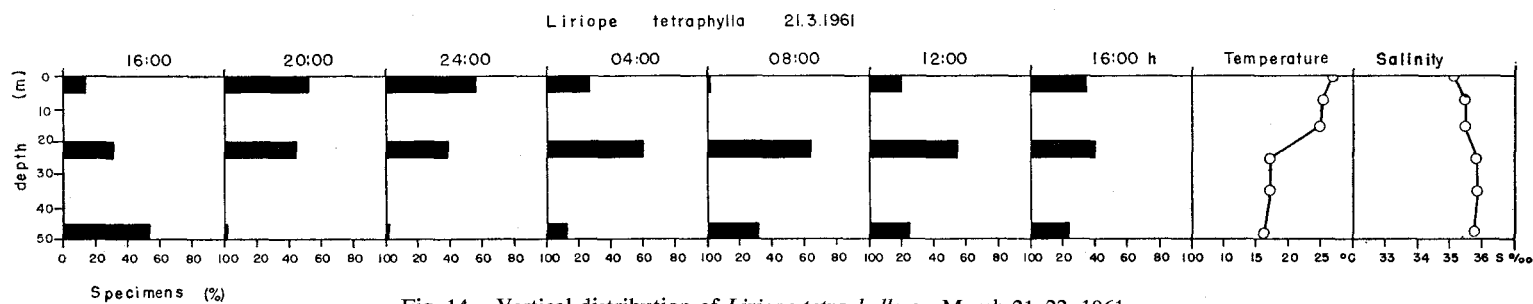 Liriope tetraphylla 21.3.1961
16:00 20:00 24:00 04:00 08:00 12:00 16:00 h Temperature Salinity
depth (m)
0
10
20
30
40
50
0 20 40 60 80 100 20 40 60 80 100 20 40 60 80 100 20 40 60 80 100 20 40 60 80 100 20 40 60 80 100 20 40 60 80 100 10 15 20 25 °C 33 34 35 36 S ‰
Specimens (%)
Fig. 14. Vertical distribution of Liriope tetraphylla March 21-22, 1961